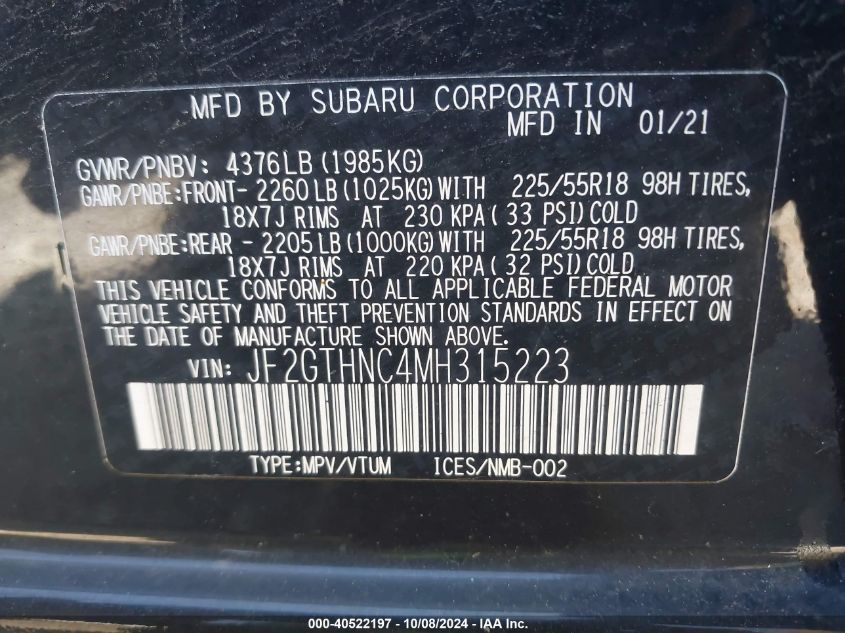 MFD BY SUBARU CORPORATION
MFD IN 01/21
GVWR/PNBV: 4376LB (1985KG)
GAWR/PNBE:FRONT- 2260LB (1025KG) WITH 225/55R18 98H TIRES,
18X7J RIMS AT 230 KPA ( 33 PSI) COLD
GAWR/PNBE:REAR - 2205LB (1000KG) WITH 225/55R18 98H TIRES,
18X7J RIMS AT 220 KPA ( 32 PSI) COLD
THIS VEHICLE CONFORMS TO ALL APPLICABLE FEDERAL MOTOR
VEHICLE SAFETY AND THEFT PREVENTION STANDARDS IN EFFECT ON
THE DATE OF MANUFACTURE SHOWN ABOVE.
VIN: JF2GTHNC4MH315223
TYPE:MPV/VTUM ICES/NMB-002
000-40522197 - 10/08/2024 - IAA Inc.